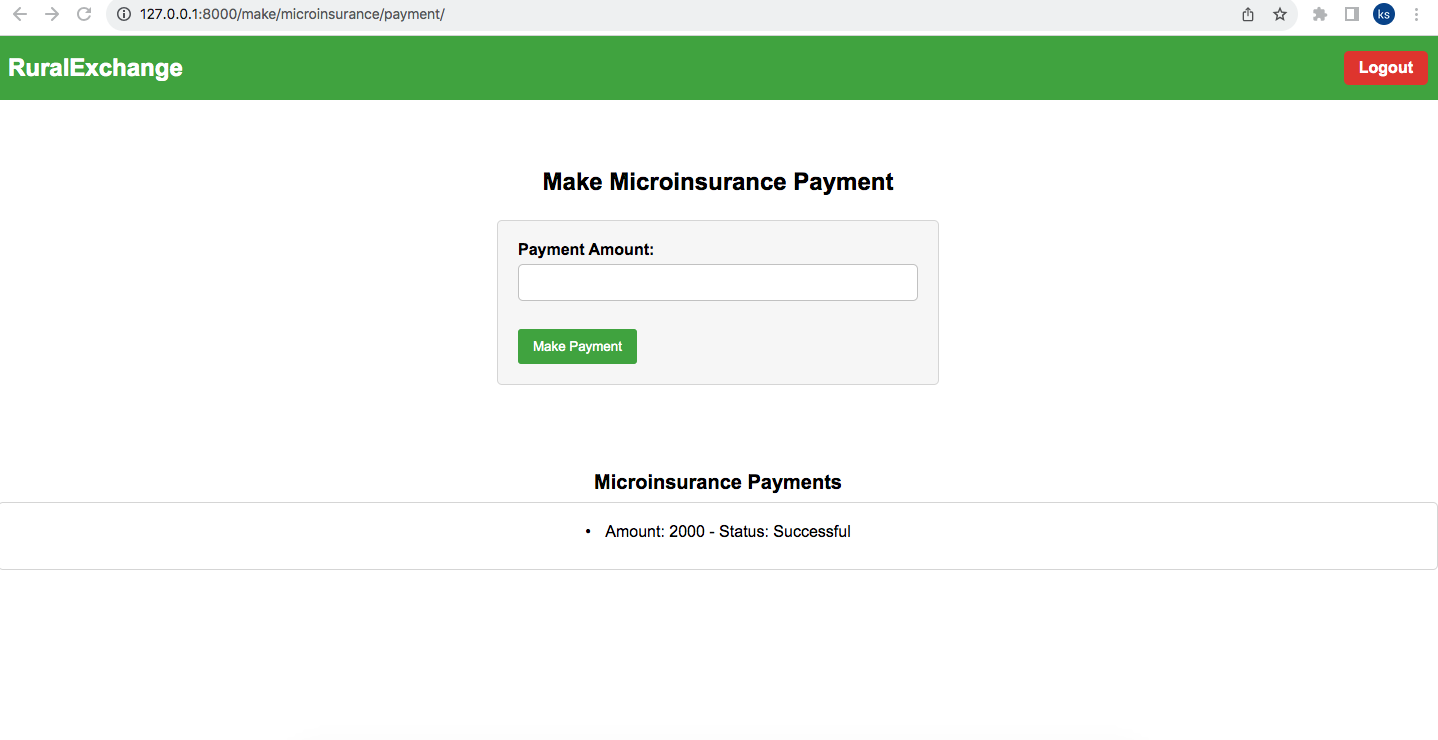 127.0.0.1:8000/make/microinsurance/payment/
ks
RuralExchange
Logout
Make Microinsurance Payment
Payment Amount:
Make Payment
Microinsurance Payments
• Amount: 2000 - Status: Successful